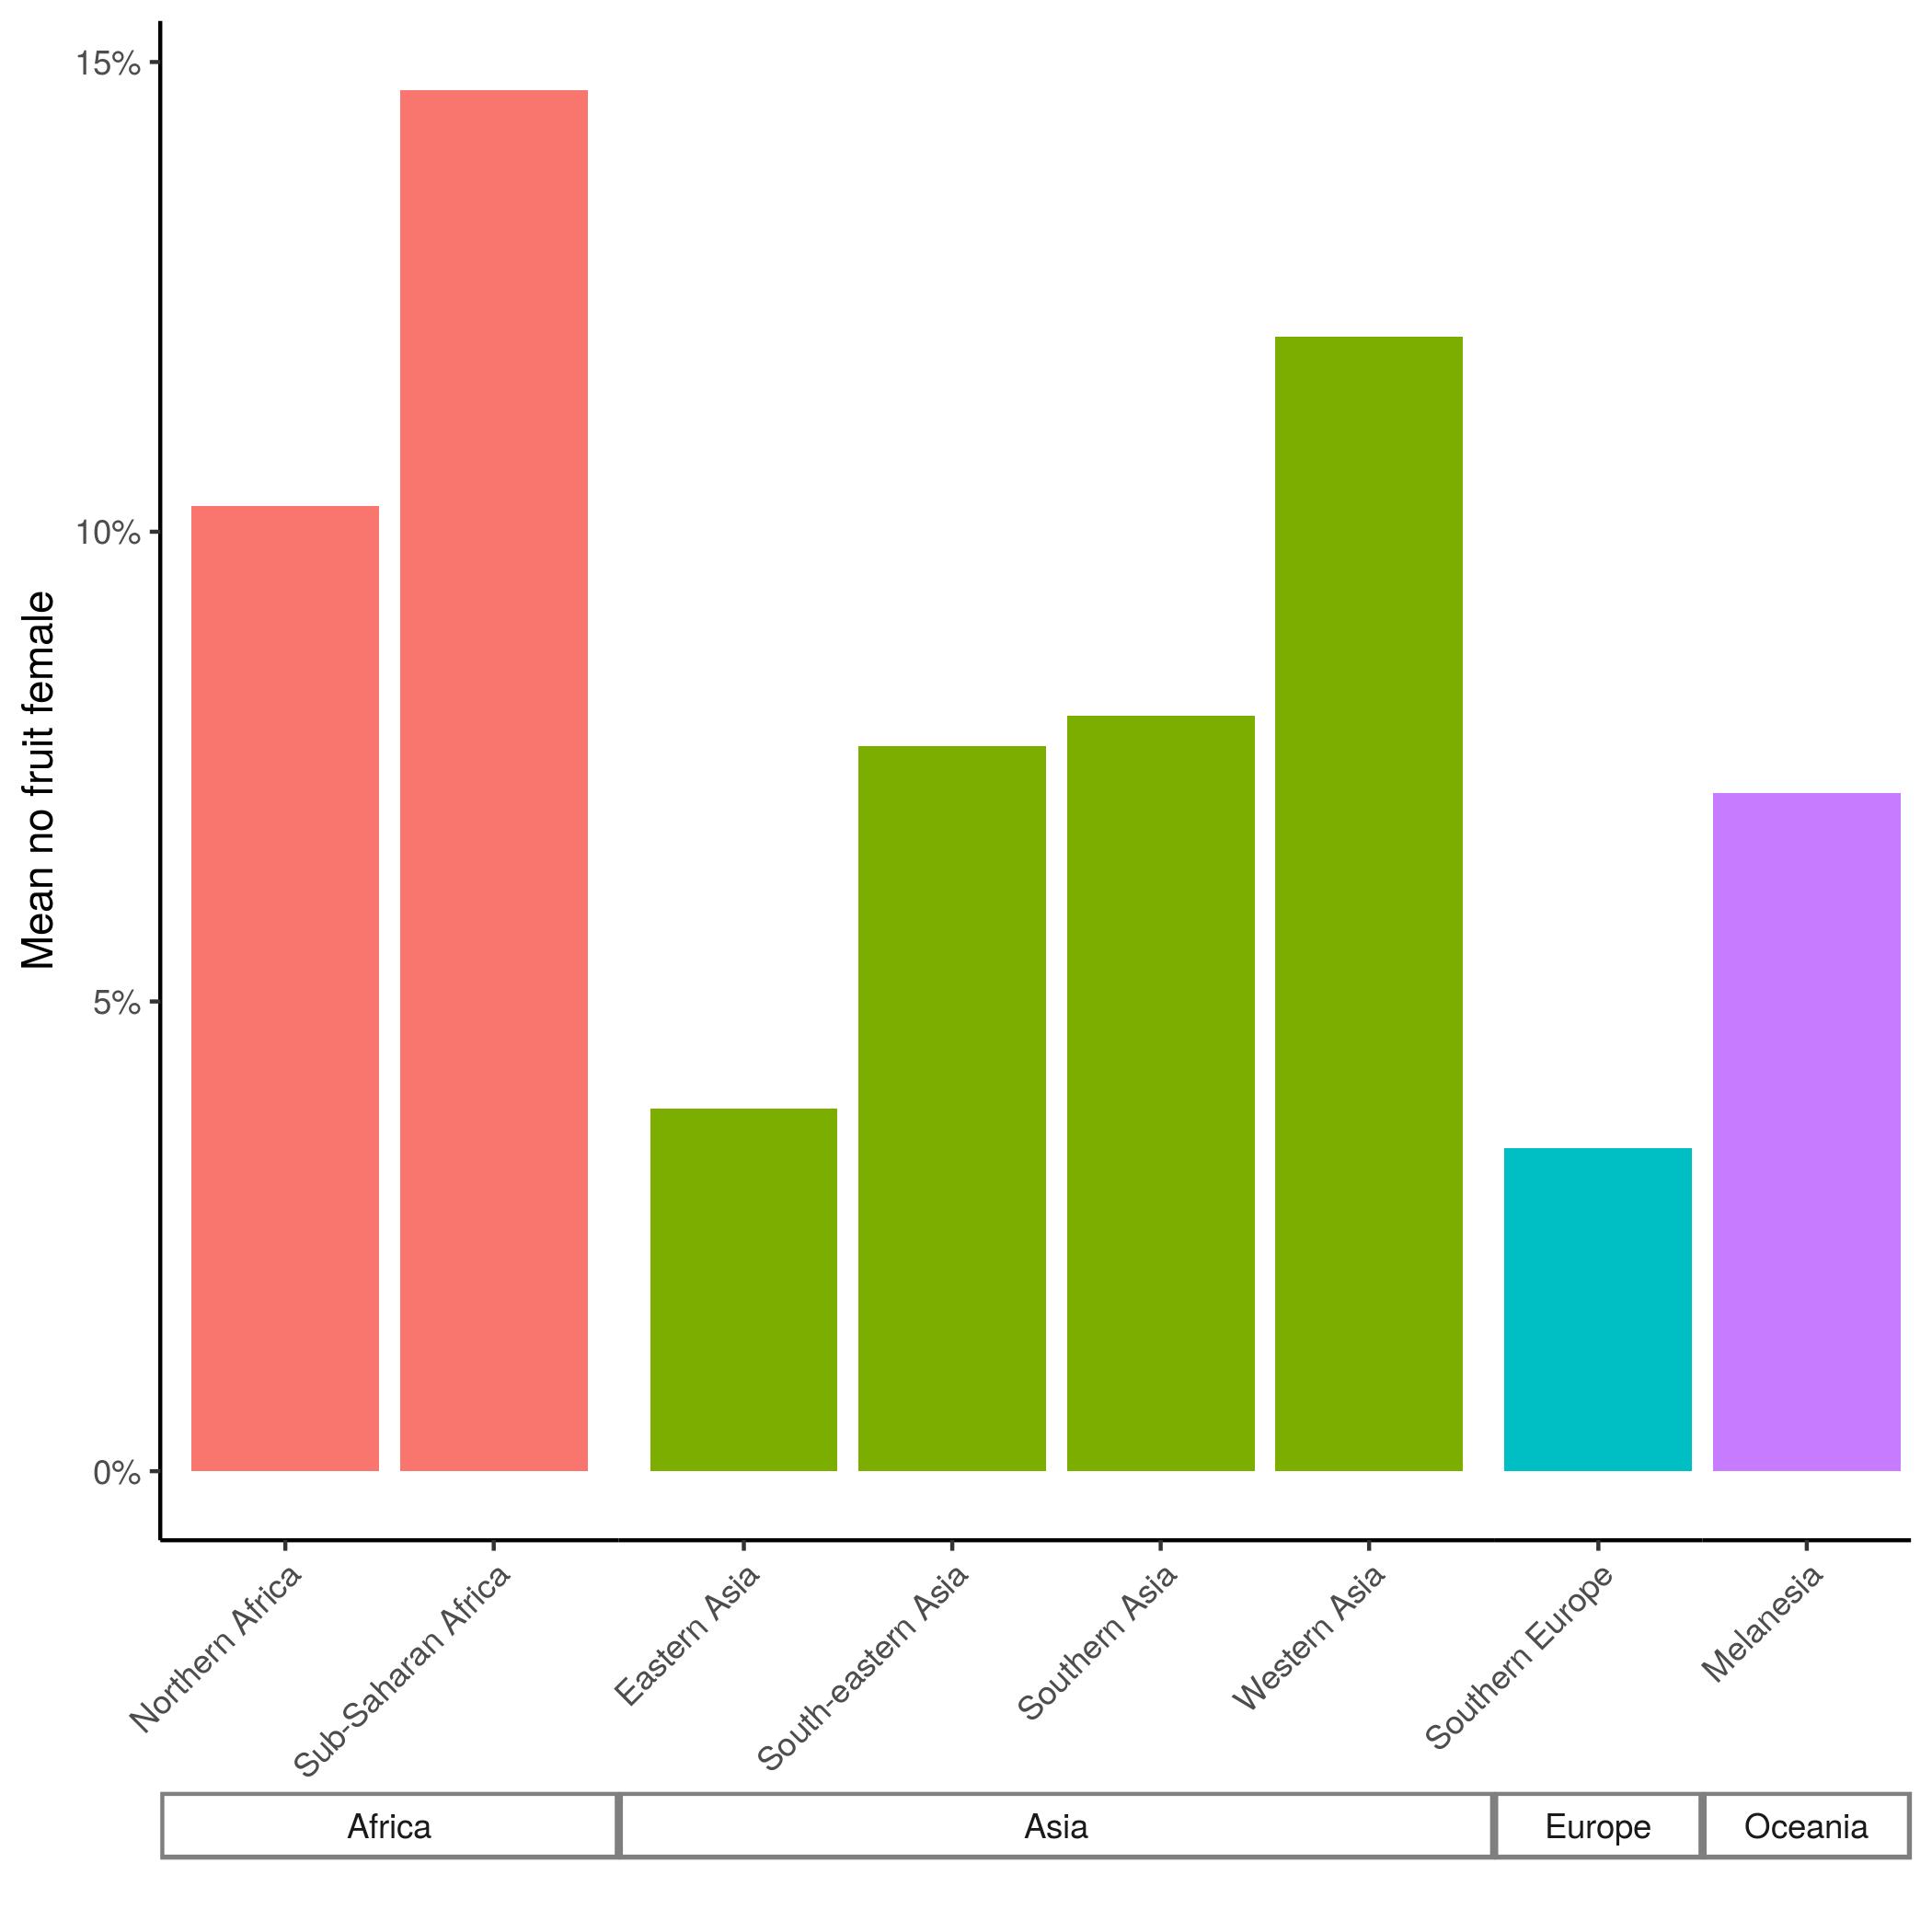 Mean no fruit female
15%
10%
5%
0%
Northern Africa
Sub-Saharan Africa
Eastern Asia
South-eastern Asia
Southern Asia
Western Asia
Southern Europe
Melanesia
Africa
Asia
Europe
Oceania